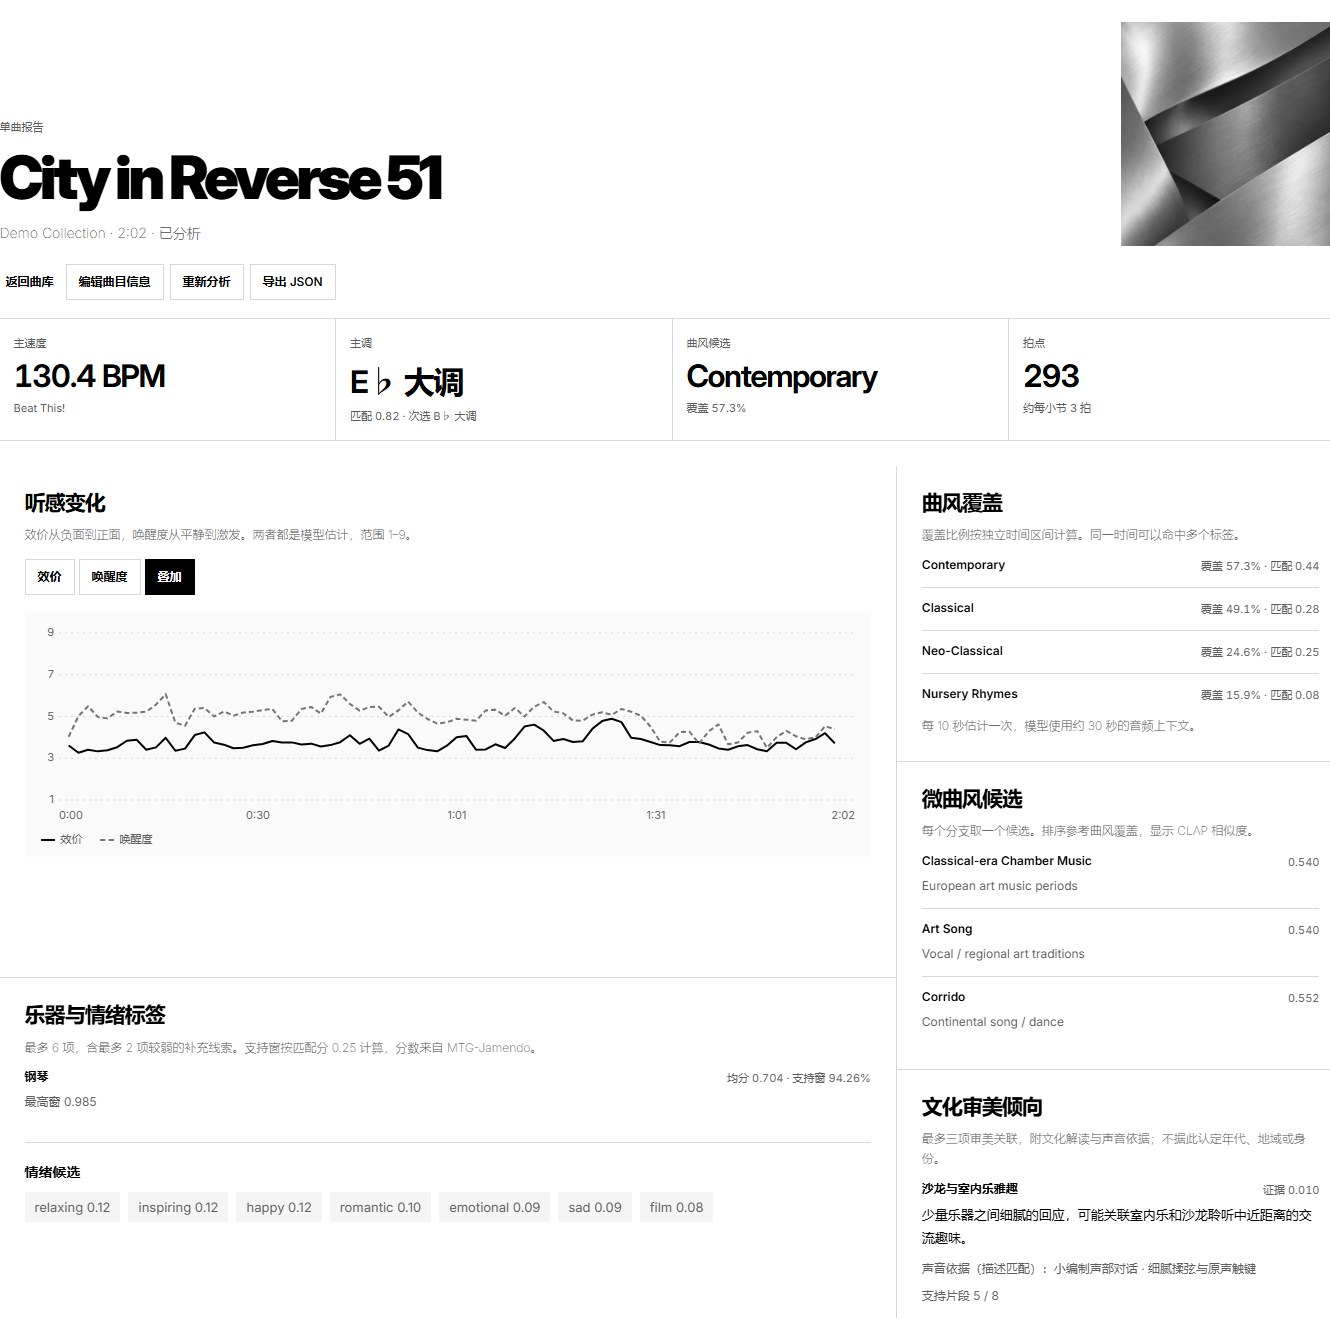 单曲报告
City in Reverse 51
Demo Collection · 2:02 · 已分析
返回曲库 编辑曲目信息 重新分析 导出 JSON
主速度
130.4 BPM
Beat This!
主调
E♭ 大调
匹配 0.82 · 次选 B♭ 大调
曲风候选
Contemporary
覆盖 57.3%
拍点
293
约每小节 3 拍
听感变化
效价从负面到正面，唤醒度从平静到激发。两者都是模型估计，范围 1–9。
效价 唤醒度 叠加
9
7
5
3
1
0:00 0:30 1:01 1:31 2:02
效价 唤醒度
乐器与情绪标签
最多 6 项，含最多 2 项较弱的补充线索。支持窗按匹配分 0.25 计算，分数来自 MTG-Jamendo。
钢琴 均分 0.704 · 支持窗 94.26%
最高窗 0.985
情绪候选
relaxing 0.12 inspiring 0.12 happy 0.12 romantic 0.10 emotional 0.09 sad 0.09 film 0.08
曲风覆盖
覆盖比例按独立时间区间计算。同一时间可以命中多个标签。
Contemporary 覆盖 57.3% · 匹配 0.44
Classical 覆盖 49.1% · 匹配 0.28
Neo-Classical 覆盖 24.6% · 匹配 0.25
Nursery Rhymes 覆盖 15.9% · 匹配 0.08
每 10 秒估计一次，模型使用约 30 秒的音频上下文。
微曲风候选
每个分支取一个候选。排序参考曲风覆盖，显示 CLAP 相似度。
Classical-era Chamber Music 0.540
European art music periods
Art Song 0.540
Vocal / regional art traditions
Corrido 0.552
Continental song / dance
文化审美倾向
最多三项审美关联，附文化解读与声音依据；不据此认定年代、地域或身
份。
沙龙与室内乐雅趣 证据 0.010
少量乐器之间细腻的回应，可能关联室内乐和沙龙聆听中近距离的交
流趣味。
声音依据（描述匹配）：小编制声部对话 · 细腻揉弦与原声触键
支持片段 5 / 8